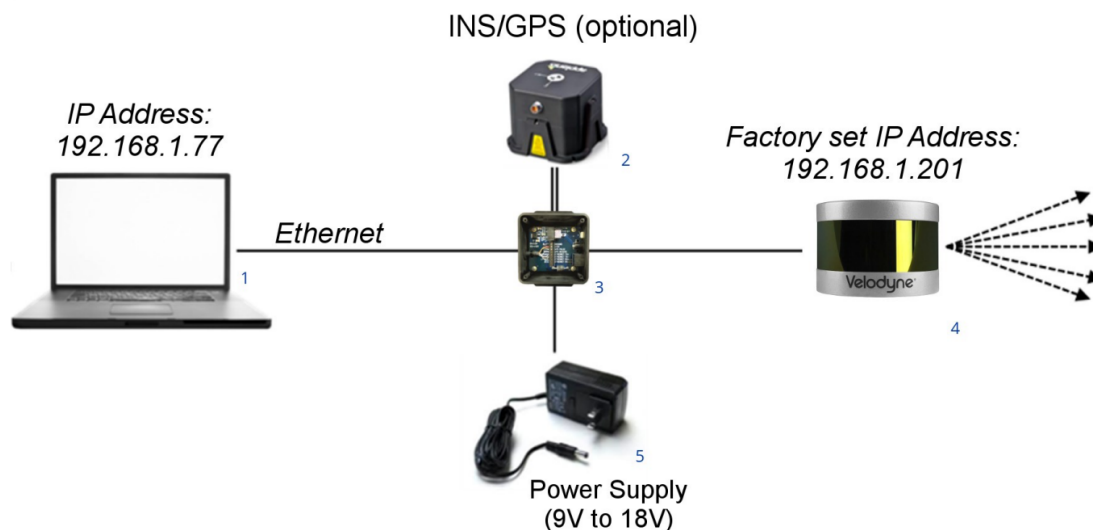 INS/GPS (optional)
IP Address:
192.168.1.77
2
Factory set IP Address:
192.168.1.201
Ethernet
1
3
Velodyne
4
5
Power Supply
(9V to 18V)